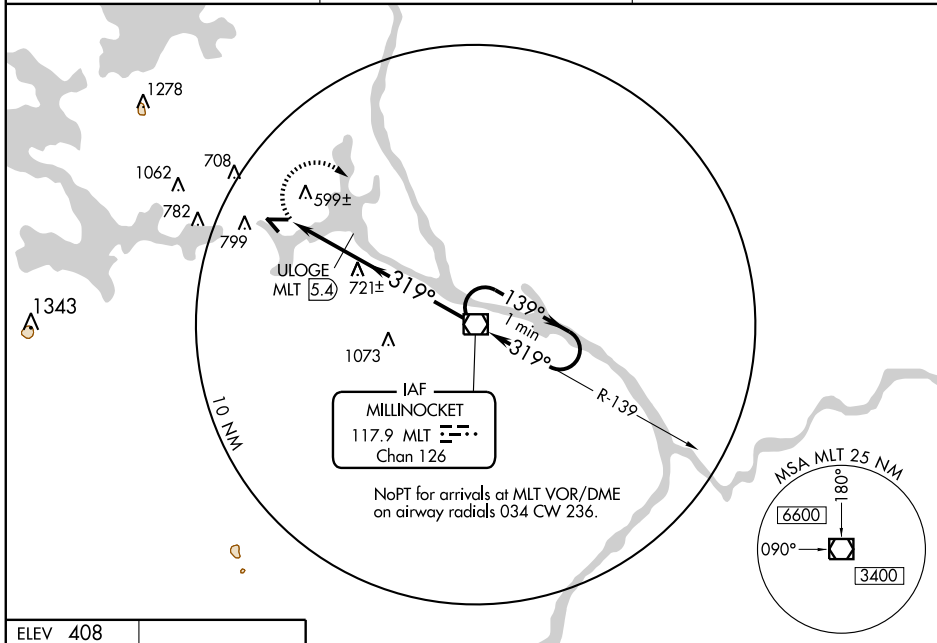 1278
708
1062
599±
782
799
ULOGE
MLT 5.4
721±
319°
139°
1 min
319°
1343
1073
IAF
MILLINOCKET
117.9 MLT
Chan 126
R-139
10 NM
NoPT for arrivals at MLT VOR/DME
on airway radials 034 CW 236.
MSA MLT 25 NM
180°
6600
090°
3400
ELEV 408